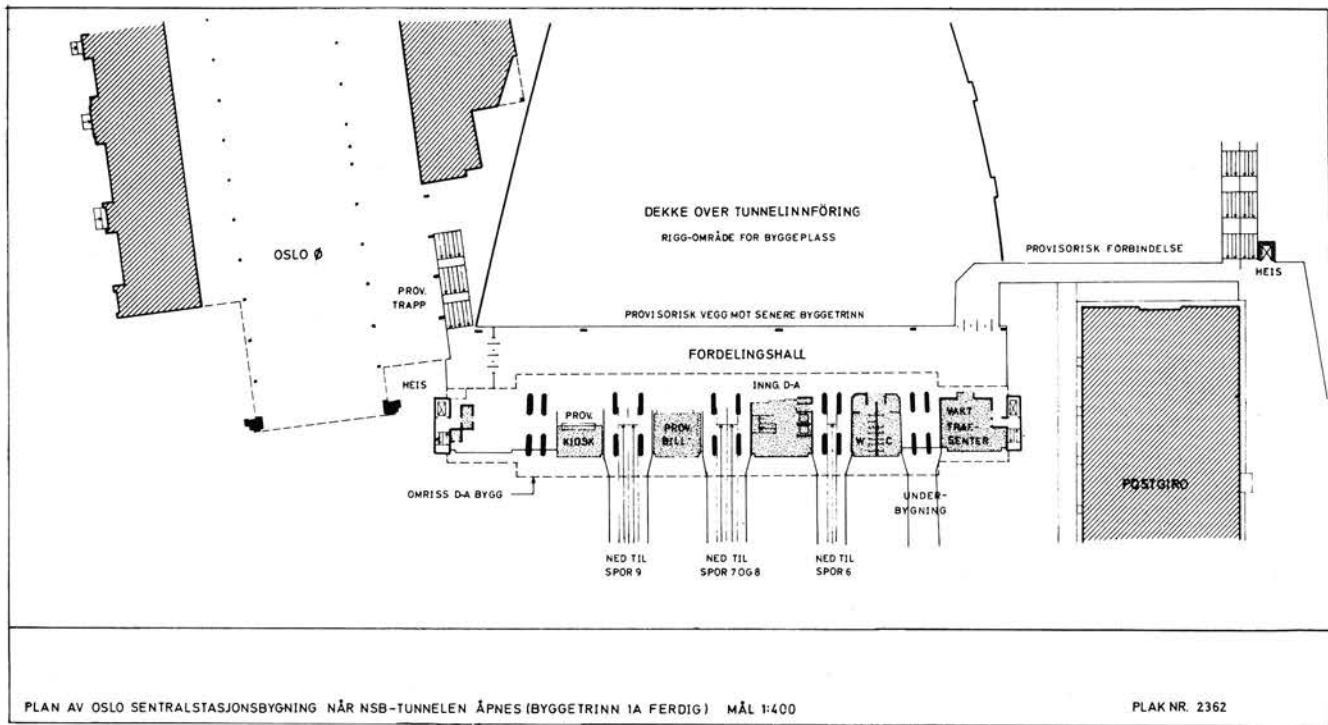 DEKKE OVER TUNNELINNFÖRING
RIGG-OMRÅDE FOR BYGGEPLASS
OSLO Ø
PROVISORISK FÖRBINDELSE
HEIS
PROV.
TRAPP
PROVISORISK VEGG MOT SENERE BYGGETRINN
FORDELINGSHALL
HEIS
INNG. D-A
PROV.
KIOSK
PROV.
BILL.
W C
VAKT
TRAF.
SENTER
OMRISS D-A BYGG
UNDER-
BYGNING
POSTGIRO
NED TIL
SPOR 9
NED TIL
SPOR 7 OG 8
NED TIL
SPOR 6
PLAN AV OSLO SENTRALSTASJONSBYGNING NÅR NSB-TUNNELEN ÅPNES (BYGGETRINN 1A FERDIG) MÅL 1:400
PLAK NR. 2362